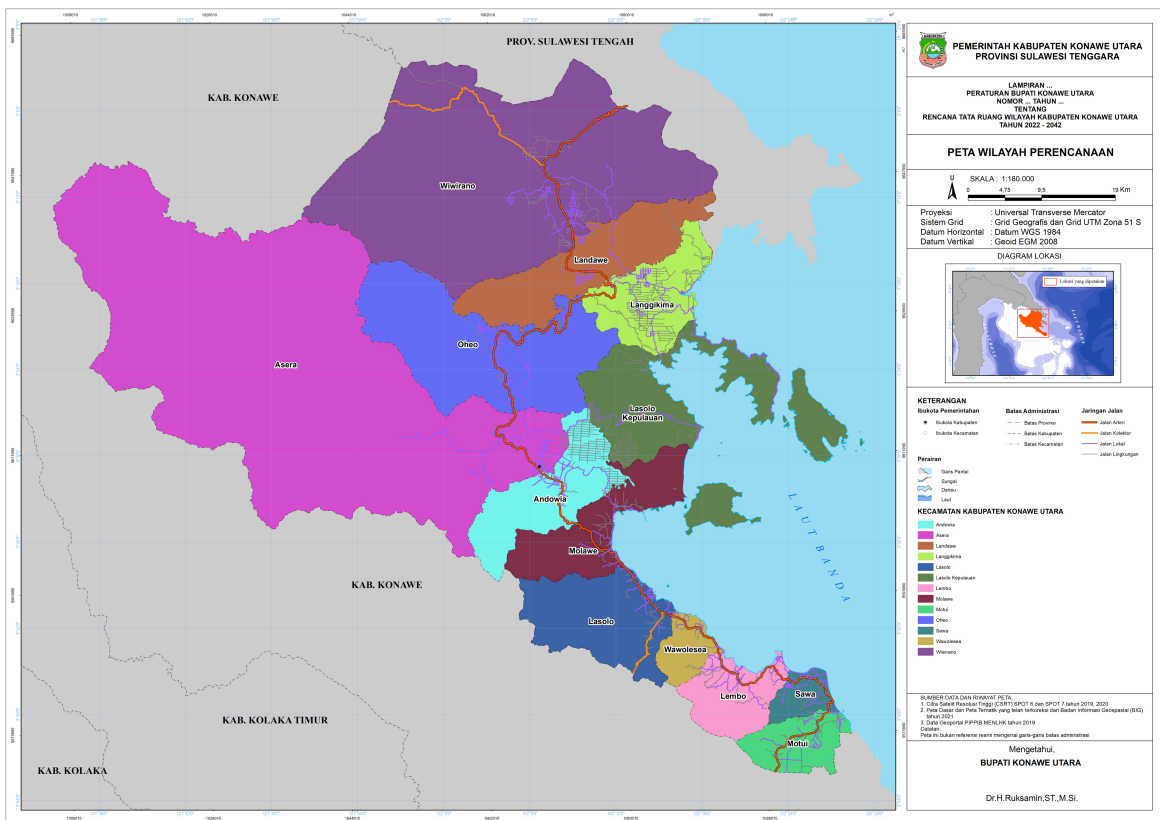 PROV. SULAWESI TENGAH
KAB. KONAWE
Wiwirano
Landawe
Langgikima
Oheo
Asera
Lasolo
Kepulauan
Andowia
Molawe
KAB. KONAWE
Lasolo
Wawolesea
Lembo
Sawa
Motui
KAB. KOLAKA TIMUR
KAB. KOLAKA
LAUT BANDA
PEMERINTAH KABUPATEN KONAWE UTARA
PROVINSI SULAWESI TENGGARA
LAMPIRAN ...
PERATURAN BUPATI KONAWE UTARA
NOMOR ... TAHUN ...
TENTANG
RENCANA TATA RUANG WILAYAH KABUPATEN KONAWE UTARA
TAHUN 2022 - 2042
PETA WILAYAH PERENCANAAN
U
SKALA : 1:180.000
0 4,75 9,5 19 Km
Proyeksi : Universal Transverse Mercator
Sistem Grid : Grid Geografis dan Grid UTM Zona 51 S
Datum Horizontal : Datum WGS 1984
Datum Vertikal : Geoid EGM 2008
DIAGRAM LOKASI
Lokasi yang dipetakan
KETERANGAN
Ibukota Pemerintahan
Ibukota Kabupaten
Ibukota Kecamatan
Batas Administrasi
Batas Provinsi
Batas Kabupaten
Batas Kecamatan
Jaringan Jalan
Jalan Arteri
Jalan Kolektor
Jalan Lokal
Jalan Lingkungan
Perairan
Garis Pantai
Sungai
Danau
Laut
KECAMATAN KABUPATEN KONAWE UTARA
Andowia
Asera
Landawe
Langgikima
Lasolo
Lasolo Kepulauan
Lembo
Molawe
Motui
Oheo
Sawa
Wawolesea
Wiwirano
SUMBER DATA DAN RIWAYAT PETA:
1. Citra Satelit Resolusi Tinggi (CSRT) SPOT 6 dan SPOT 7 tahun 2019, 2020
2. Peta Dasar dan Peta Tematik yang telah terkoreksi dari Badan Informasi Geospasial (BIG)
tahun 2021
3. Data Geoportal PIPPIB MENLHK tahun 2019
Catatan:
Peta ini bukan referensi resmi mengenai garis-garis batas administrasi
Mengetahui,
BUPATI KONAWE UTARA
Dr.H.Ruksamin,ST.,M.Si.